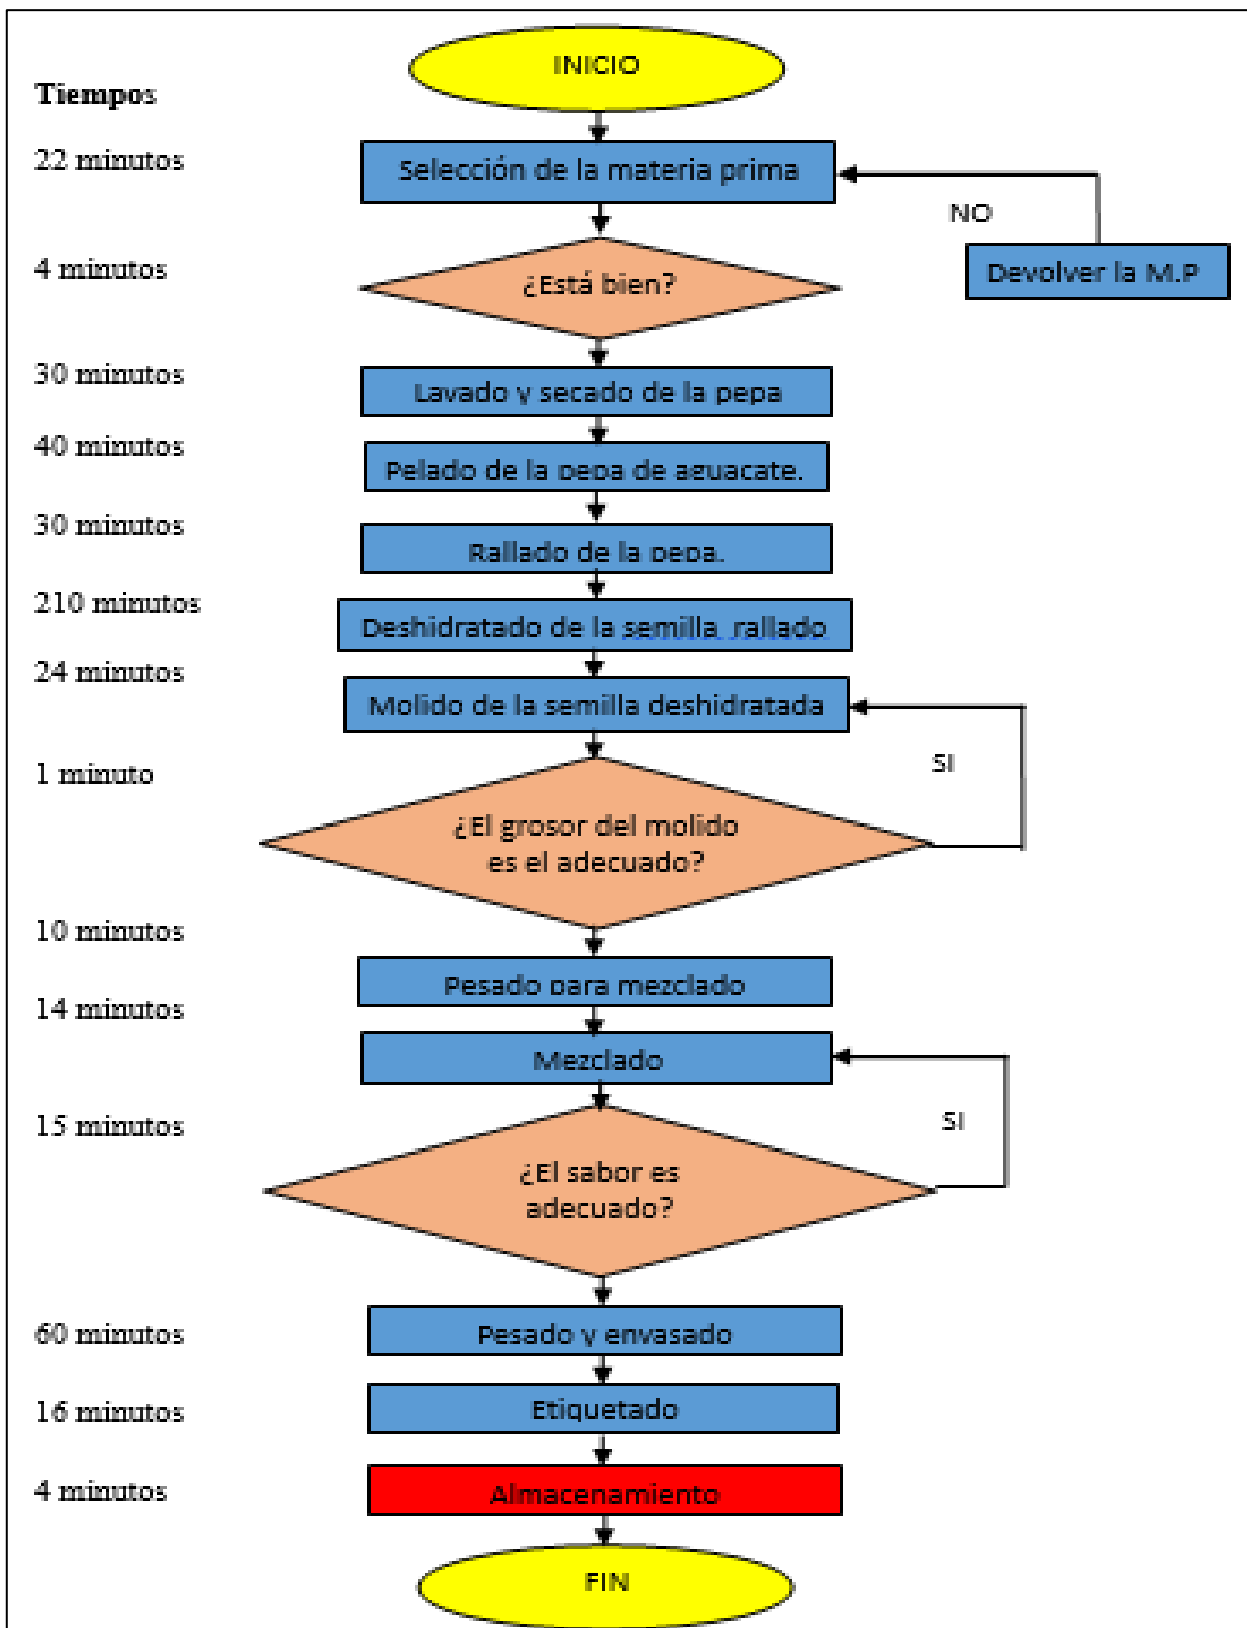 INICIO
Tiempos
22 minutos
Selección de la materia prima
NO
4 minutos
¿Está bien?
Devolver la M.P
30 minutos
Lavado y secado de la pepa
40 minutos
Pelado de la pepa de aguacate.
30 minutos
Rallado de la pepa.
210 minutos
Deshidratado de la semilla rallado
24 minutos
Molido de la semilla deshidratada
SI
1 minuto
¿El grosor del molido
es el adecuado?
10 minutos
Pesado para mezclado
14 minutos
Mezclado
SI
15 minutos
¿El sabor es
adecuado?
60 minutos
Pesado y envasado
16 minutos
Etiquetado
4 minutos
Almacenamiento
FIN